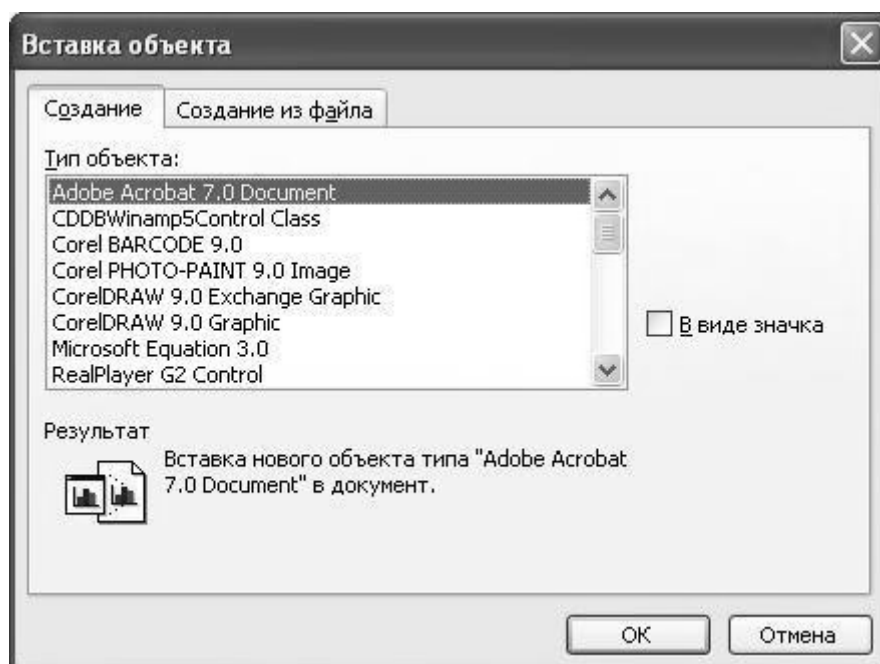 Вставка объекта
Создание
Создание из файла
Тип объекта:
Adobe Acrobat 7.0 Document
CDDBWinamp5Control Class
Corel BARCODE 9.0
Corel PHOTO-PAINT 9.0 Image
CorelDRAW 9.0 Exchange Graphic
CorelDRAW 9.0 Graphic
Microsoft Equation 3.0
RealPlayer G2 Control
В виде значка
Результат
Вставка нового объекта типа "Adobe Acrobat
7.0 Document" в документ.
ОК
Отмена